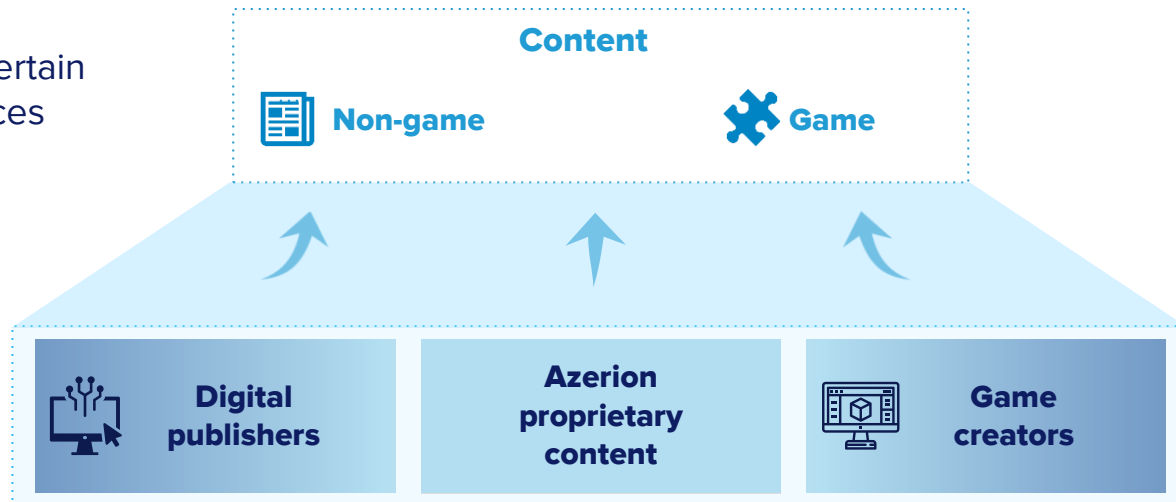 Content
ertain
ces
Non-game
Game
Digital
publishers
Azerion
proprietary
content
Game
creators